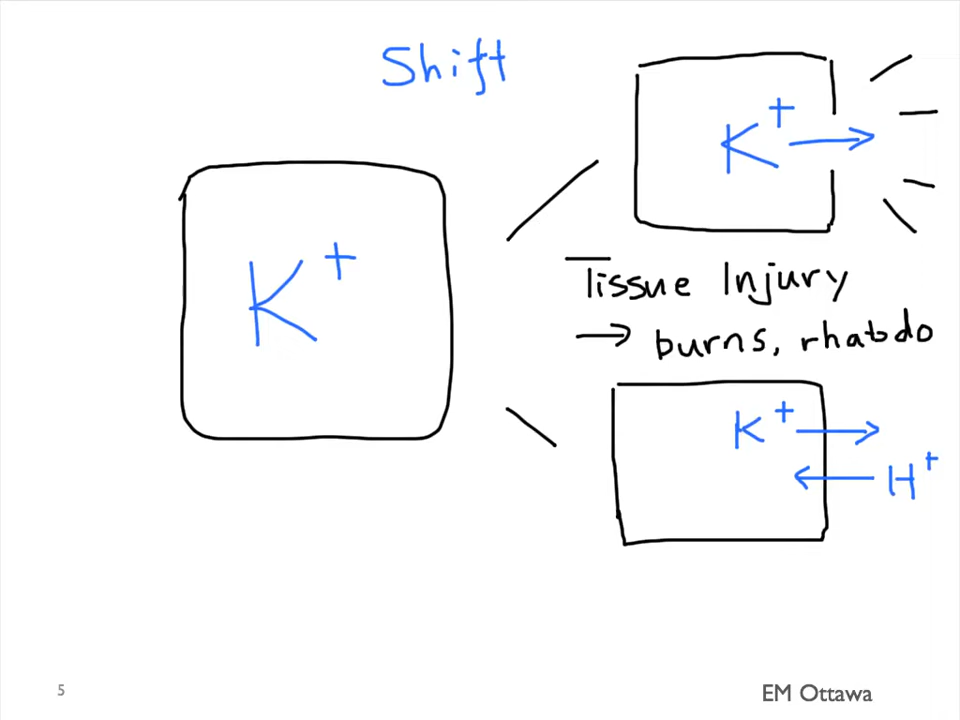 Shift
K+
K+
Tissue Injury
→ burns, rhabdo
K+
H+
5
EM Ottawa